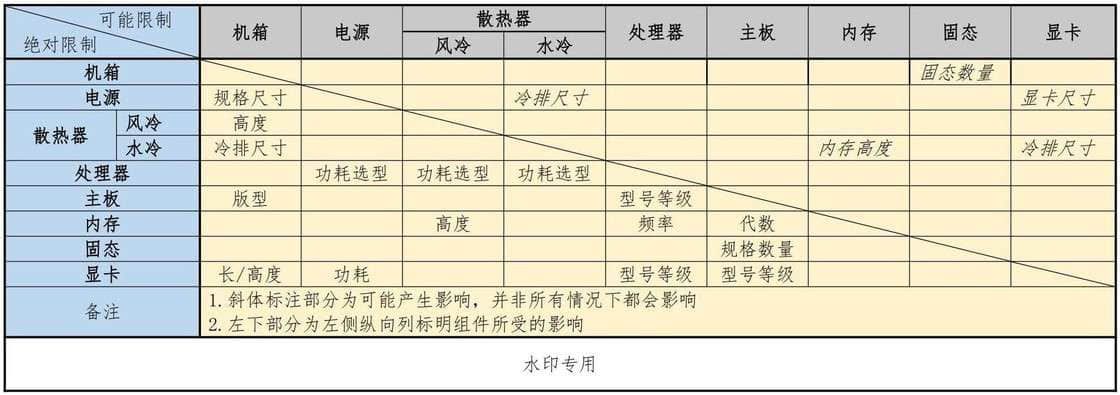 可能限制
绝对限制
机箱 电源 散热器 处理器 主板 内存 固态 显卡
风冷 水冷
机箱 固态数量
电源 规格尺寸 冷排尺寸 显卡尺寸
散热器 风冷 高度
水冷 冷排尺寸 内存高度 冷排尺寸
处理器 功耗选型 功耗选型 功耗选型
主板 版型 型号等级
内存 高度 频率 代数
固态 规格数量
显卡 长/高度 功耗 型号等级 型号等级
备注
1.斜体标注部分为可能产生影响，并非所有情况下都会影响
2.左下部分为左侧纵向列标明组件所受的影响
水印专用